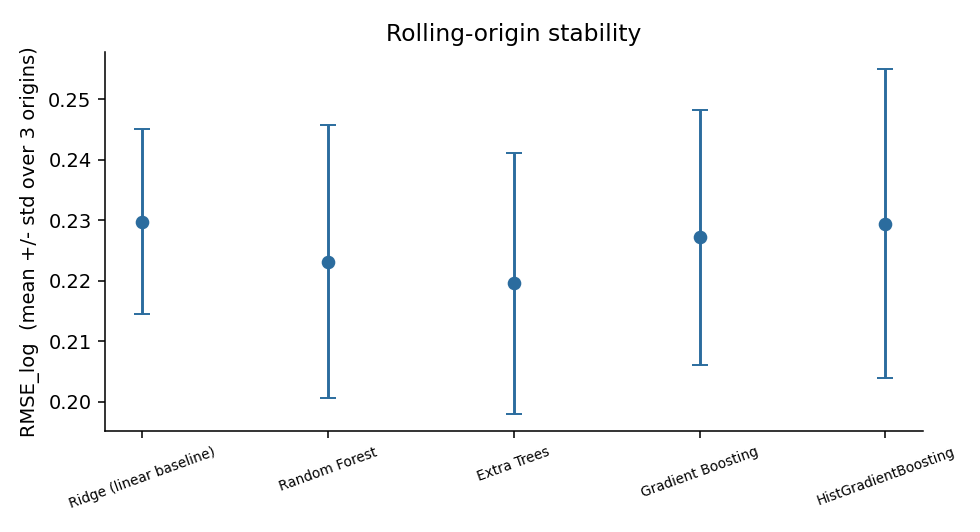 Rolling-origin stability
RMSE_log  (mean +/- std over 3 origins)
0.25
0.24
0.23
0.22
0.21
0.20
Ridge (linear baseline)
Random Forest
Extra Trees
Gradient Boosting
HistGradientBoosting